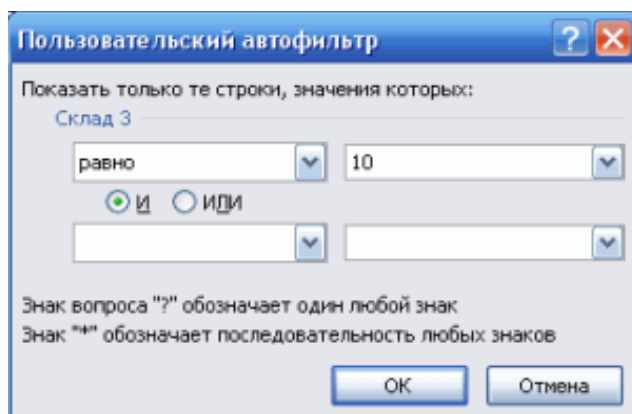 Пользовательский автофильтр
Показать только те строки, значения которых:
Склад 3
равно 10
И ИЛИ
Знак вопроса "?" обозначает один любой знак
Знак "*" обозначает последовательность любых знаков
ОК Отмена